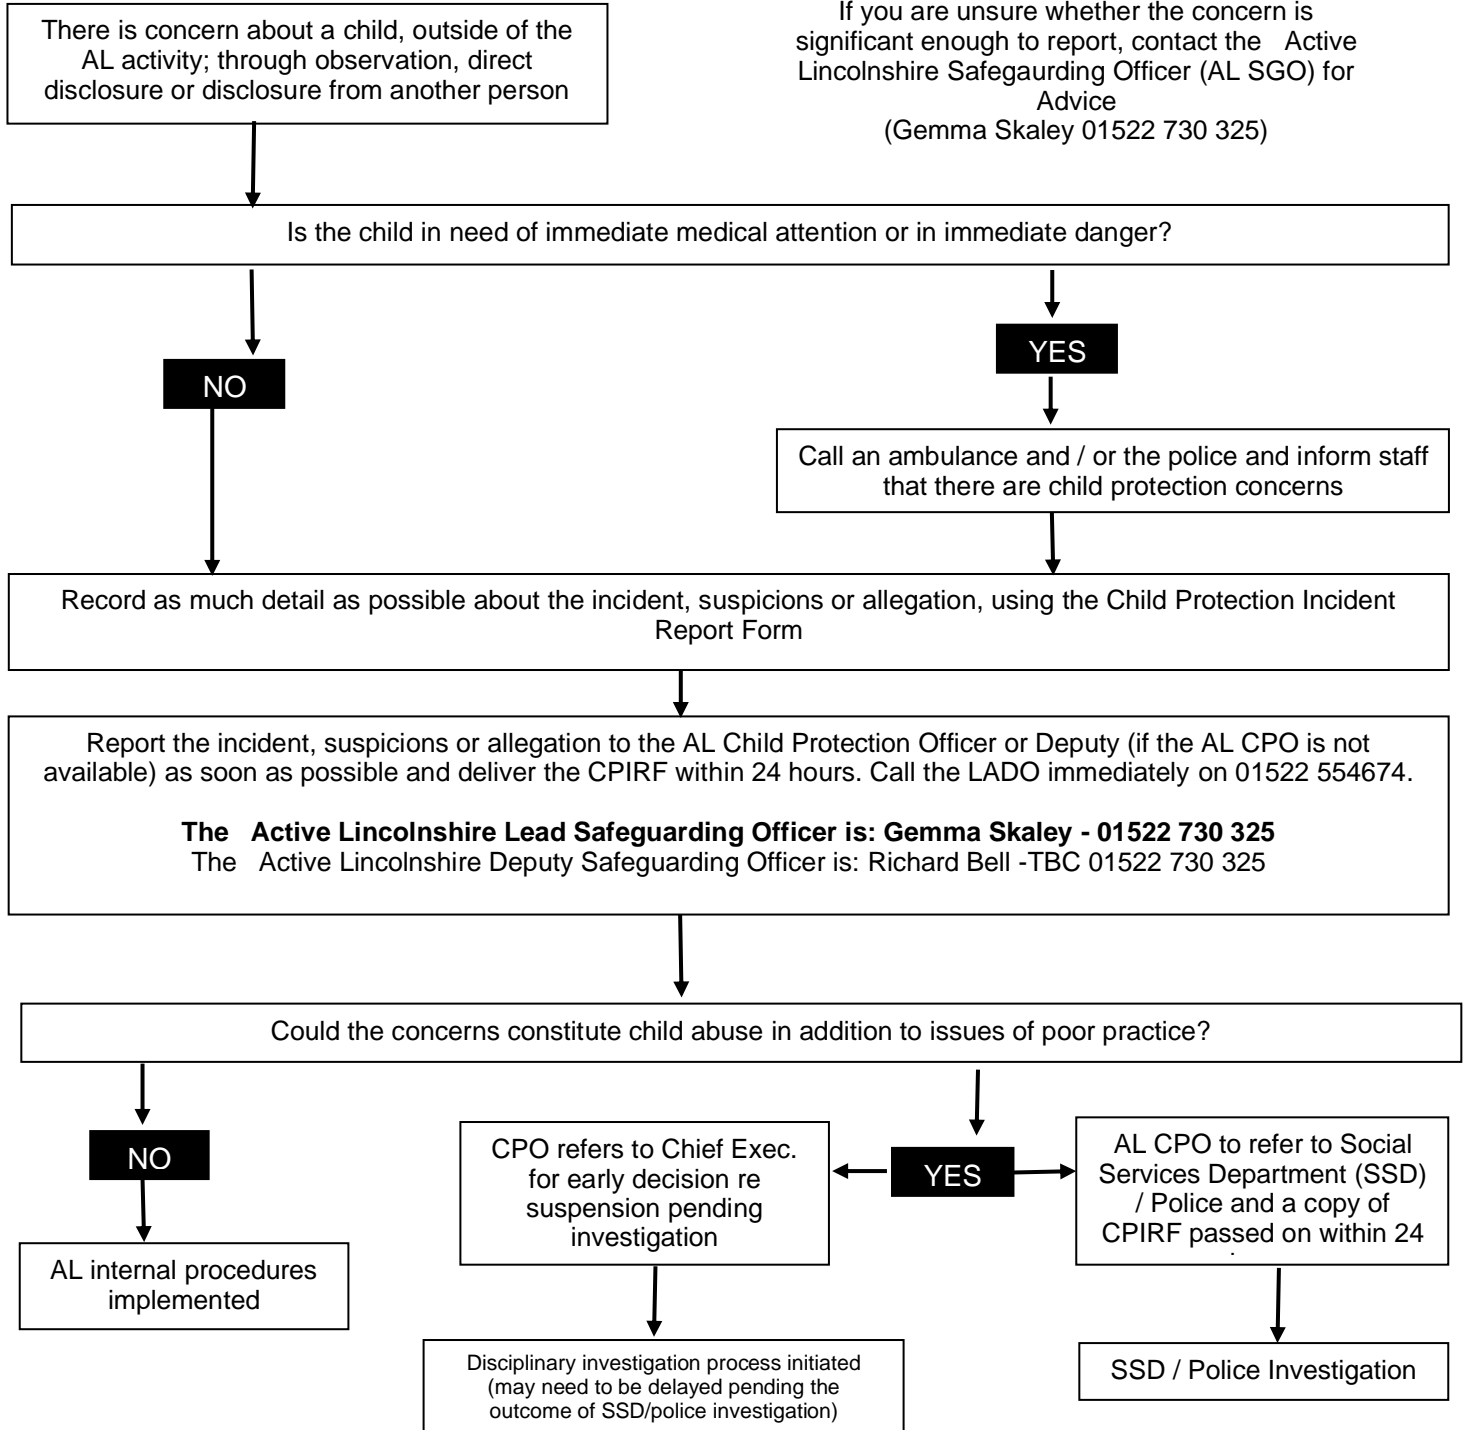 There is concern about a child, outside of the
AL activity; through observation, direct
disclosure or disclosure from another person
If you are unsure whether the concern is
significant enough to report, contact the   Active
Lincolnshire Safegaurding Officer (AL SGO) for
Advice
(Gemma Skaley 01522 730 325)
Is the child in need of immediate medical attention or in immediate danger?
NO
YES
Call an ambulance and / or the police and inform staff
that there are child protection concerns
Record as much detail as possible about the incident, suspicions or allegation, using the Child Protection Incident
Report Form
Report the incident, suspicions or allegation to the AL Child Protection Officer or Deputy (if the AL CPO is not
available) as soon as possible and deliver the CPIRF within 24 hours. Call the LADO immediately on 01522 554674.
The   Active Lincolnshire Lead Safeguarding Officer is: Gemma Skaley - 01522 730 325
The   Active Lincolnshire Deputy Safeguarding Officer is: Richard Bell -TBC 01522 730 325
Could the concerns constitute child abuse in addition to issues of poor practice?
NO
AL internal procedures
implemented
CPO refers to Chief Exec.
for early decision re
suspension pending
investigation
YES
AL CPO to refer to Social
Services Department (SSD)
/ Police and a copy of
CPIRF passed on within 24
Disciplinary investigation process initiated
(may need to be delayed pending the
outcome of SSD/police investigation)
SSD / Police Investigation